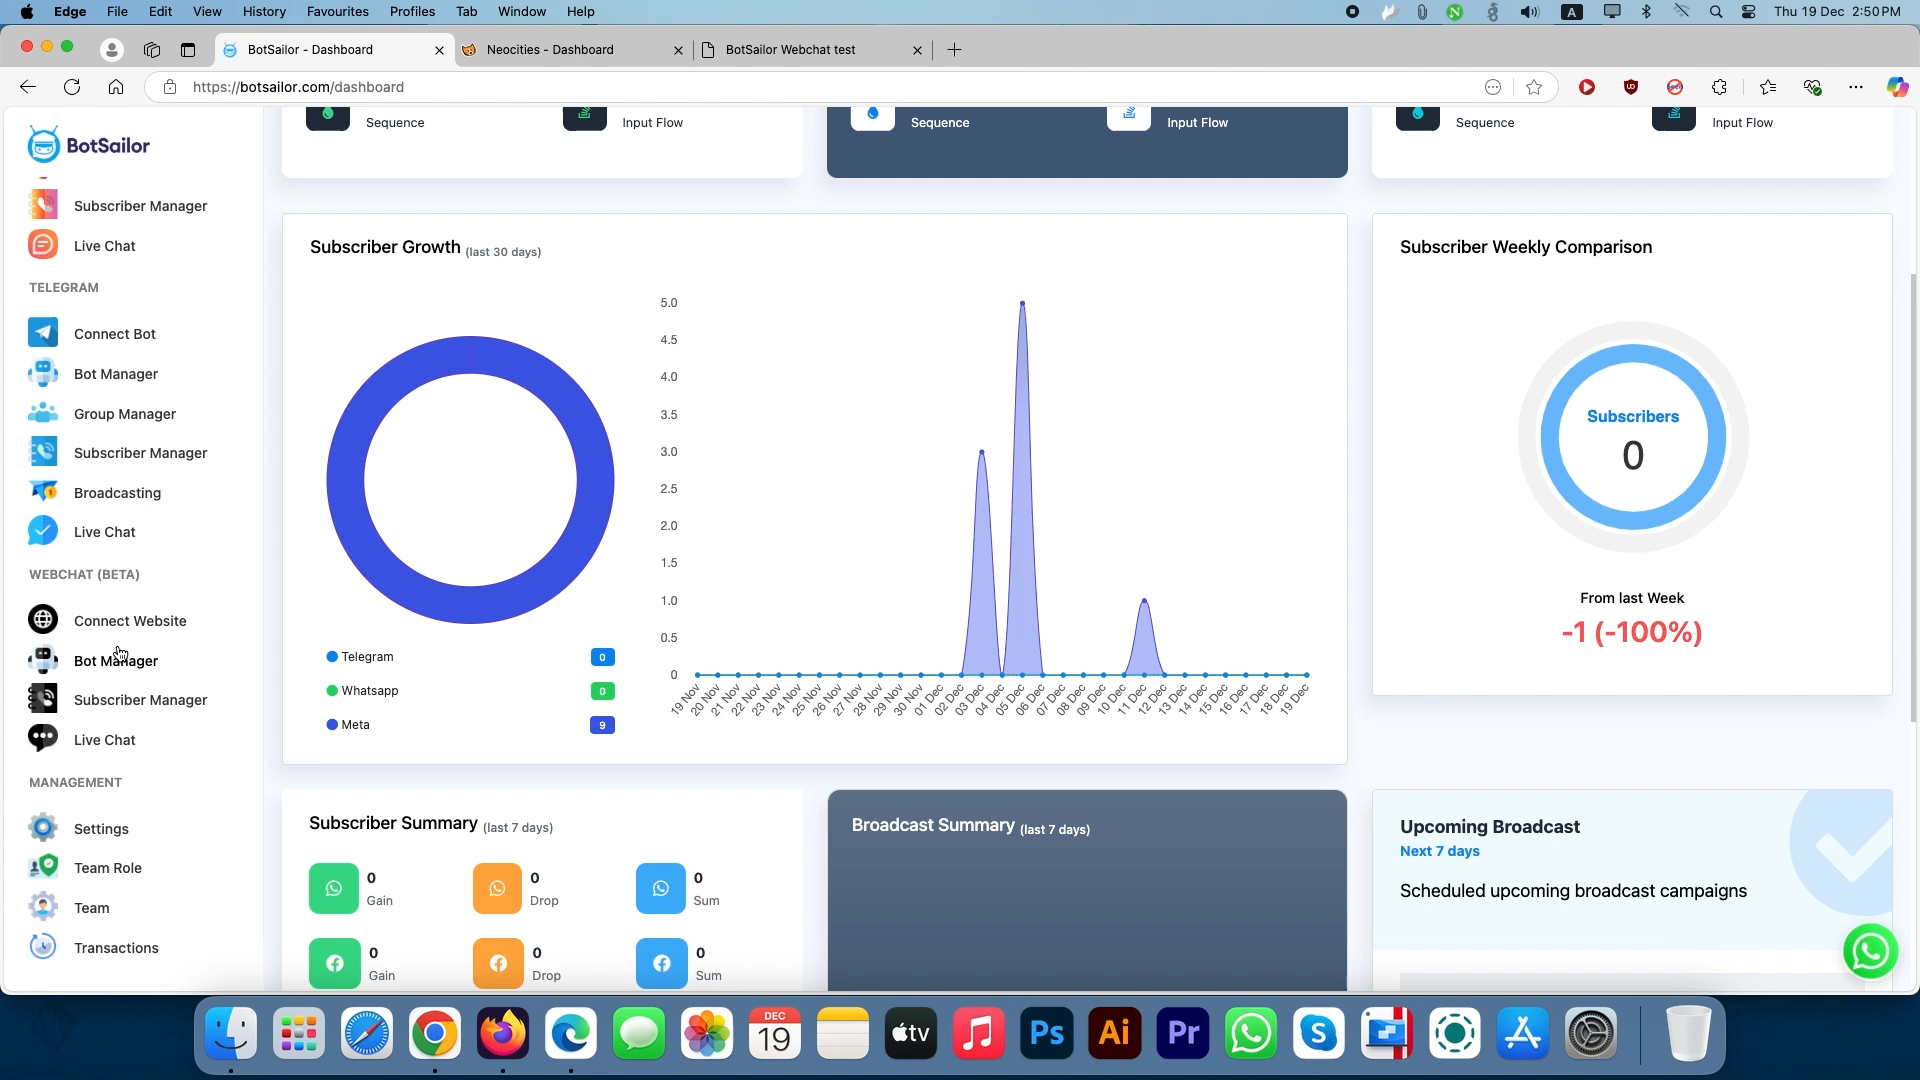 Edge File Edit View History Favourites Profiles Tab Window Help
A Thu 19 Dec 2:50PM
BotSailor - Dashboard
Neocities - Dashboard
BotSailor Webchat test
https://botsailor.com/dashboard
BotSailor
Subscriber Manager
Live Chat
TELEGRAM
Connect Bot
Bot Manager
Group Manager
Subscriber Manager
Broadcasting
Live Chat
WEBCHAT (BETA)
Connect Website
Bot Manager
Subscriber Manager
Live Chat
MANAGEMENT
Settings
Team Role
Team
Transactions
Sequence
Input Flow
Sequence
Input Flow
Sequence
Input Flow
Subscriber Growth (last 30 days)
Telegram 0
Whatsapp 0
Meta 9
5.0
4.5
4.0
3.5
3.0
2.5
2.0
1.5
1.0
0.5
0
19 Nov 20 Nov 21 Nov 22 Nov 23 Nov 24 Nov 25 Nov 26 Nov 27 Nov 28 Nov 29 Nov 30 Nov 01 Dec 02 Dec 03 Dec 04 Dec 05 Dec 06 Dec 07 Dec 08 Dec 09 Dec 10 Dec 11 Dec 12 Dec 13 Dec 14 Dec 15 Dec 16 Dec 17 Dec 18 Dec 19 Dec
Subscriber Weekly Comparison
Subscribers
0
From last Week
-1 (-100%)
Subscriber Summary (last 7 days)
0
Gain
0
Drop
0
Sum
0
Gain
0
Drop
0
Sum
Broadcast Summary (last 7 days)
Upcoming Broadcast
Next 7 days
Scheduled upcoming broadcast campaigns
DEC
19
tv
Ps
Ai
Pr